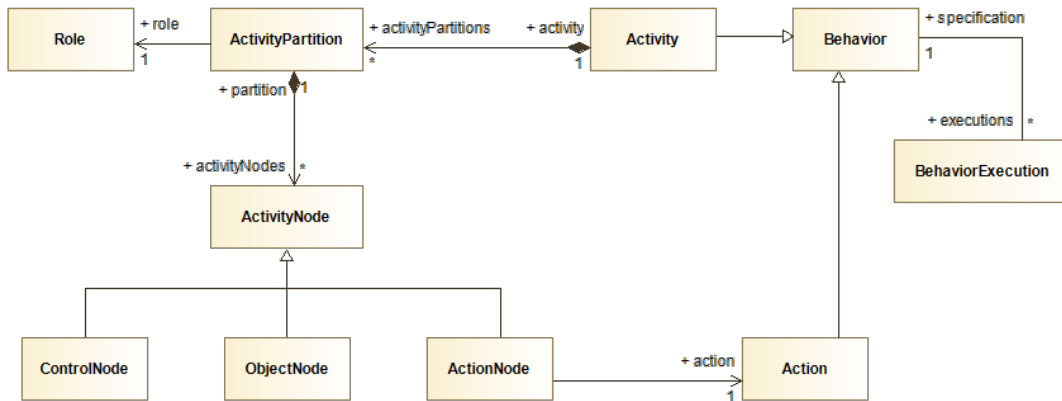 + role
+ activityPartitions
+ activity
+ specification
Role
ActivityPartition
Activity
Behavior
1
*
1
1
+ partition
1
+ executions
*
BehaviorExecution
+ activityNodes
*
ActivityNode
ControlNode
ObjectNode
ActionNode
+ action
1
Action